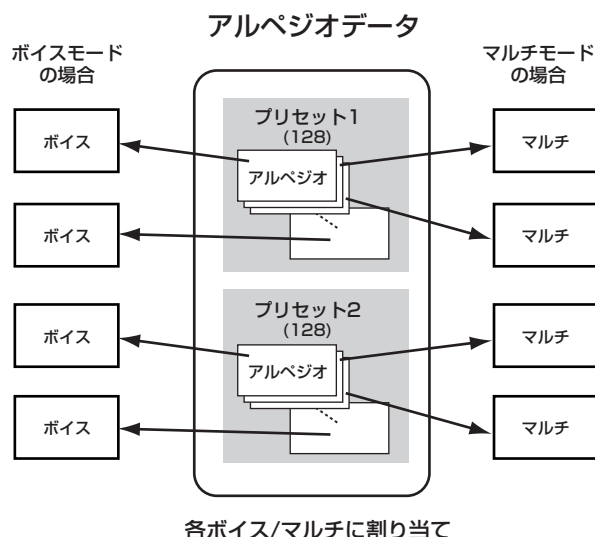 アルペジオデータ
ボイスモード
の場合
マルチモード
の場合
プリセット1
(128)
ボイス
アルペジオ
マルチ
ボイス
マルチ
プリセット2
(128)
ボイス
アルペジオ
マルチ
ボイス
マルチ
各ボイス/マルチに割り当て